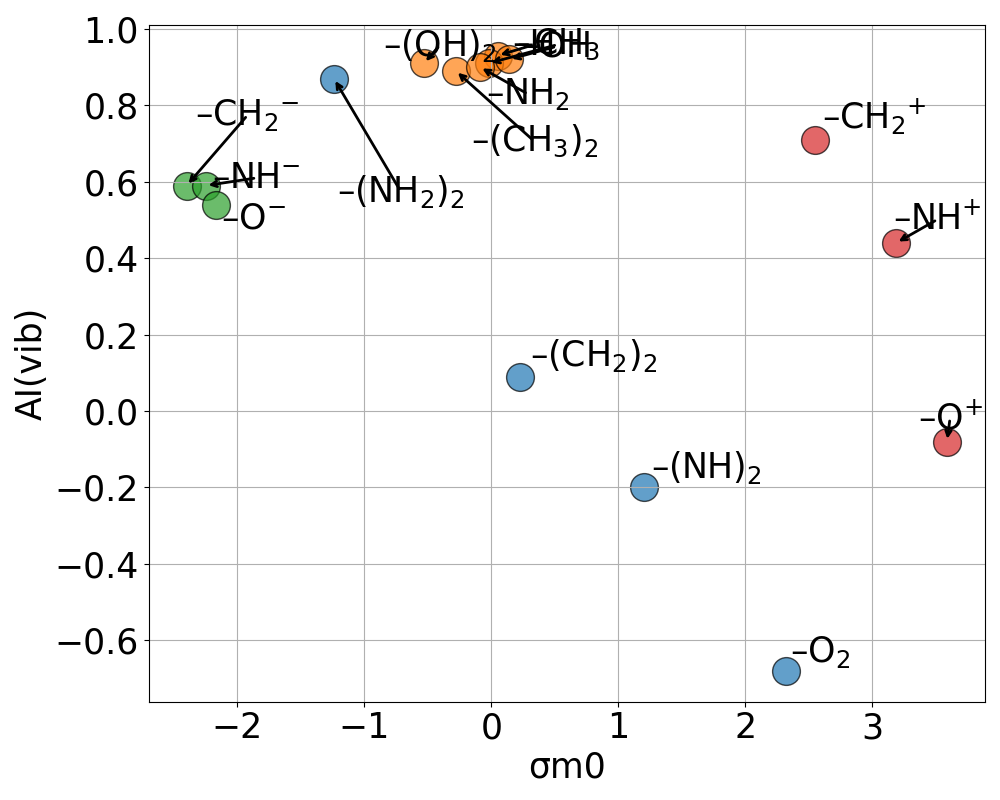 1.0
0.8
0.6
0.4
0.2
0.0
−0.2
−0.4
−0.6
AI(vib)
−2
−1
0
1
2
3
σm0
–(OH)₂
–NH₂
–(CH₃)₂
–(NH₂)₂
–CH₂⁻
–NH⁻
–O⁻
–CH₂⁺
–NH⁺
–O⁺
–(CH₂)₂
–(NH)₂
–O₂